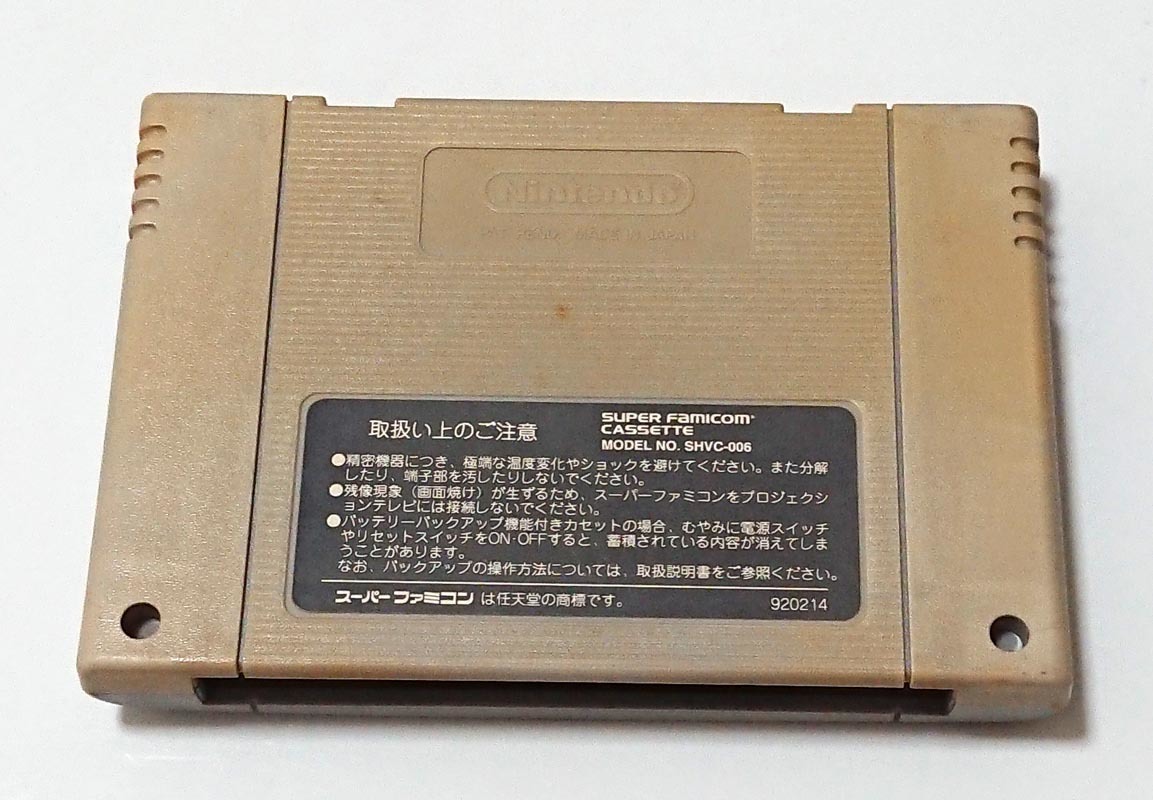 Nintendo
PAT. PEND. MADE IN JAPAN
取扱い上のご注意
SUPER FAMICOM
CASSETTE
MODEL NO. SHVC-006
●精密機器につき、極端な温度変化やショックを避けてください。また分解
したり、端子部を汚したりしないでください。
●残像現象（画面焼け）が生ずるため、スーパーファミコンをプロジェクシ
ョンテレビには接続しないでください。
●バッテリーバックアップ機能付きカセットの場合、むやみに電源スイッチ
やリセットスイッチをON·OFFすると、蓄積されている内容が消えてしま
うことがあります。
なお、バックアップの操作方法については、取扱説明書をご参照ください。
スーパーファミコン は任天堂の商標です。
920214